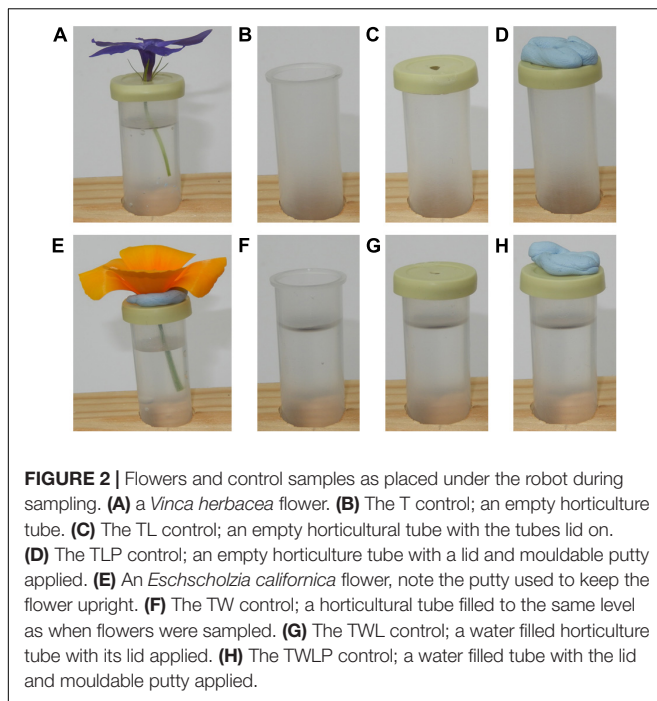 A B C D
E F G H
FIGURE 2 | Flowers and control samples as placed under the robot during
sampling. (A) a Vinca herbacea flower. (B) The T control; an empty horticulture
tube. (C) The TL control; an empty horticultural tube with the tubes lid on.
(D) The TLP control; an empty horticulture tube with a lid and mouldable putty
applied. (E) An Eschscholzia californica flower, note the putty used to keep the
flower upright. (F) The TW control; a horticultural tube filled to the same level
as when flowers were sampled. (G) The TWL control; a water filled horticulture
tube with its lid applied. (H) The TWLP control; a water filled tube with the lid
and mouldable putty applied.